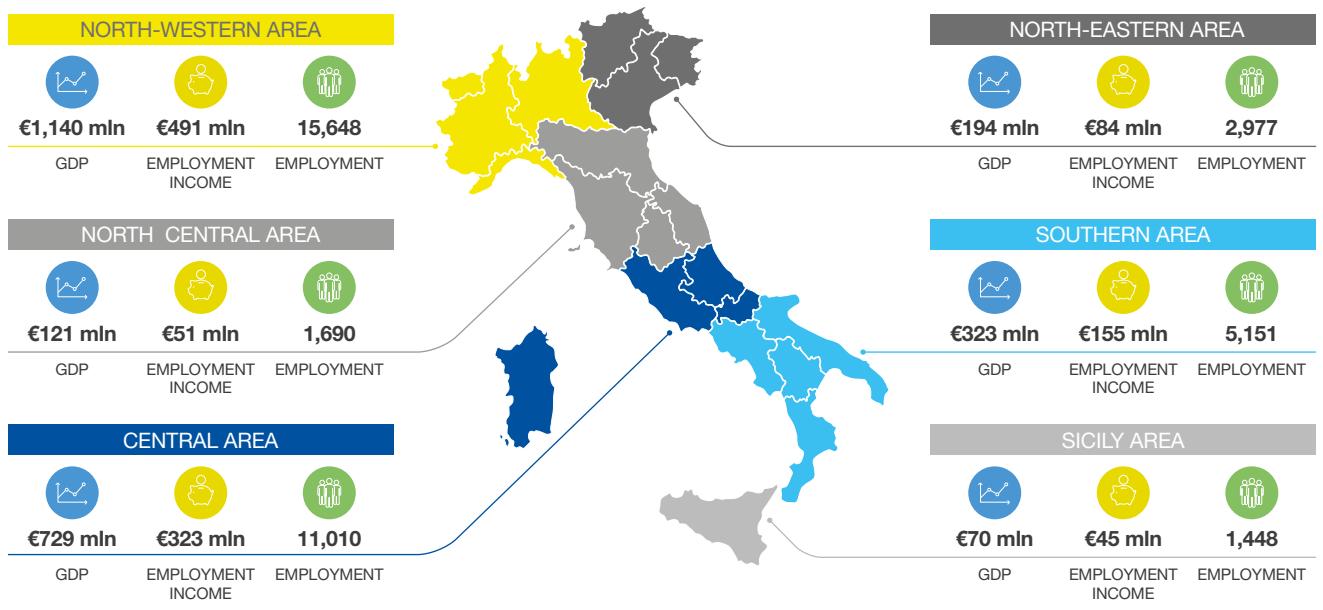 NORTH-WESTERN AREA
€1,140 mln €491 mln 15,648
GDP EMPLOYMENT INCOME EMPLOYMENT
NORTH CENTRAL AREA
€121 mln €51 mln 1,690
GDP EMPLOYMENT INCOME EMPLOYMENT
CENTRAL AREA
€729 mln €323 mln 11,010
GDP EMPLOYMENT INCOME EMPLOYMENT
NORTH-EASTERN AREA
€194 mln €84 mln 2,977
GDP EMPLOYMENT INCOME EMPLOYMENT
SOUTHERN AREA
€323 mln €155 mln 5,151
GDP EMPLOYMENT INCOME EMPLOYMENT
SICILY AREA
€70 mln €45 mln 1,448
GDP EMPLOYMENT INCOME EMPLOYMENT